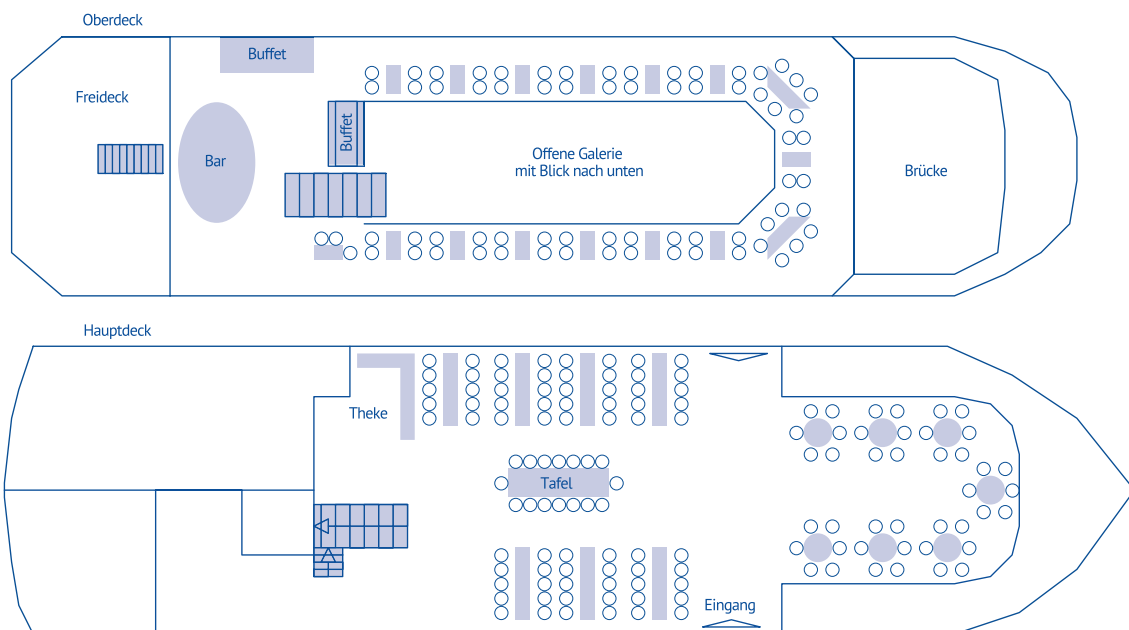 Oberdeck
Buffet
Freideck
Buffet
Bar
Offene Galerie
mit Blick nach unten
Brücke
Hauptdeck
Theke
Tafel
Eingang